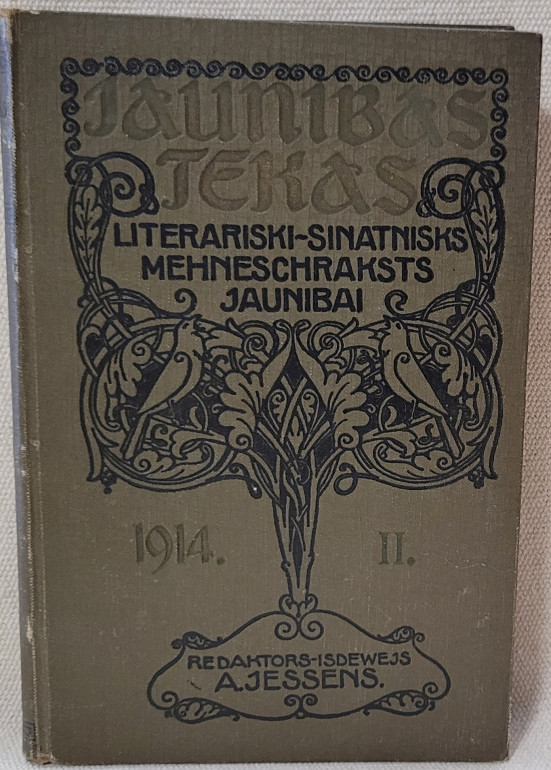 JAUNIBAS
TEKAS
LITERARISKI-SINATNISKS
MEHNESCHRAKSTS
JAUNIBAI
1914. II.
REDAKTORS-ISDEWEJS
A. JESSENS.